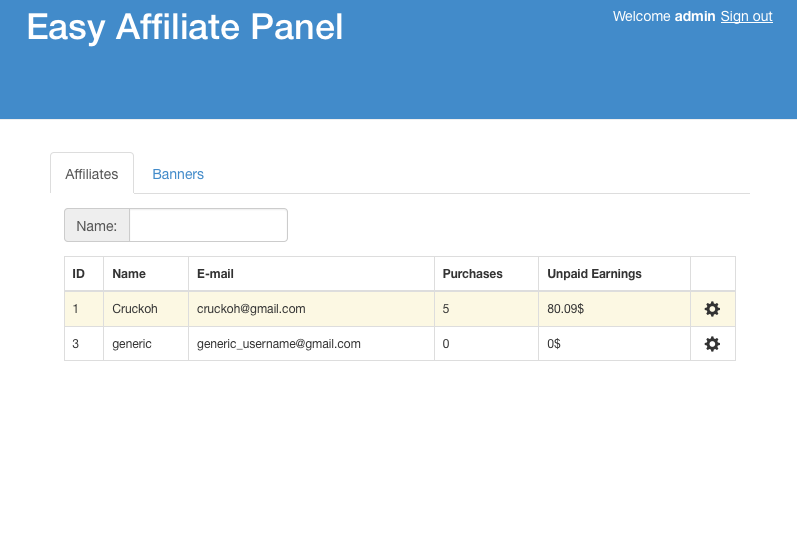 Easy Affiliate Panel
Welcome admin Sign out
Affiliates Banners
Name:
ID Name E-mail Purchases Unpaid Earnings
1 Cruckoh cruckoh@gmail.com 5 80.09$
3 generic generic_username@gmail.com 0 0$